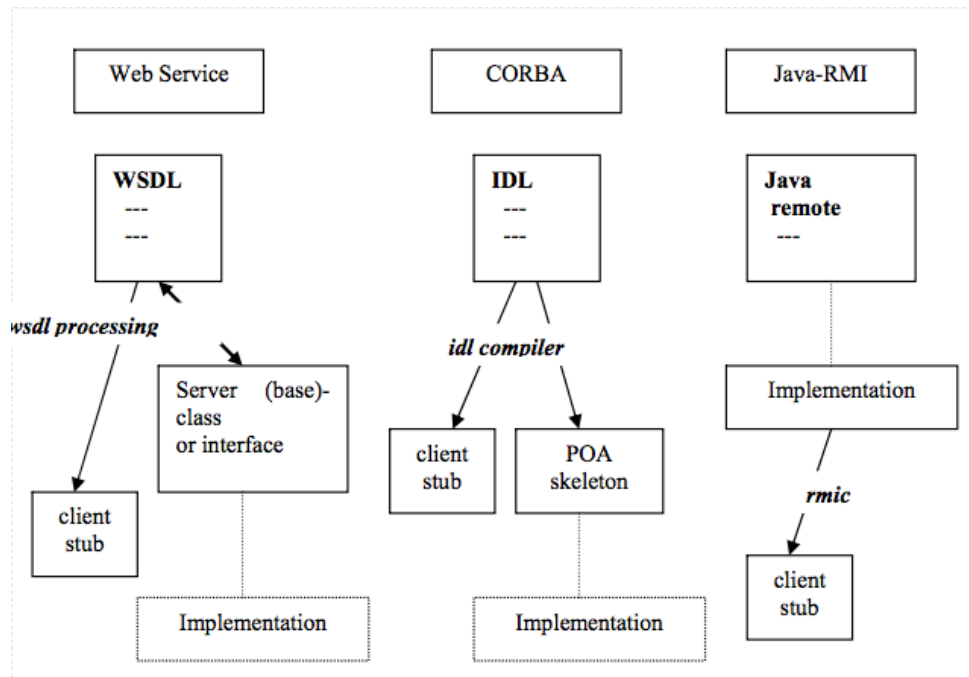 Web Service
CORBA
Java-RMI
WSDL
---
---
IDL
---
---
Java
remote
---
wsdl processing
idl compiler
Server (base)-
class
or interface
Implementation
client
stub
POA
skeleton
rmic
client
stub
client
stub
Implementation
Implementation